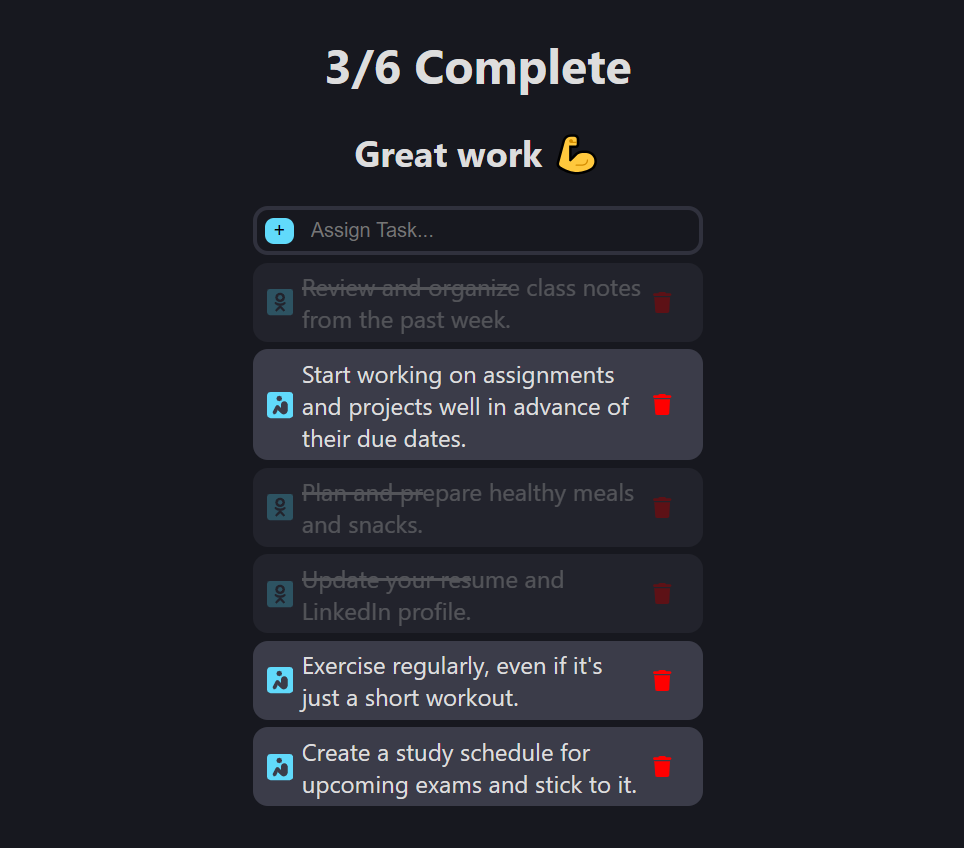 3/6 Complete
Great work 💪
+ Assign Task...
Review and organize class notes
from the past week.
Start working on assignments
and projects well in advance of
their due dates.
Plan and prepare healthy meals
and snacks.
Update your resume and
LinkedIn profile.
Exercise regularly, even if it's
just a short workout.
Create a study schedule for
upcoming exams and stick to it.